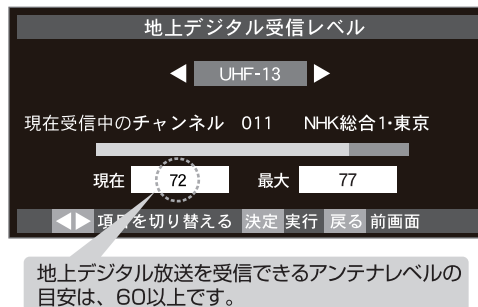 地上デジタル受信レベル
UHF-13
現在受信中のチャンネル 011 NHK総合1・東京
現在 72 最大 77
項目を切り替える 決定 実行 戻る 前画面
地上デジタル放送を受信できるアンテナレベルの
目安は、60以上です。